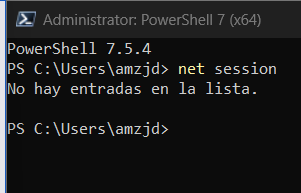 Administrator: PowerShell 7 (x64)
PowerShell 7.5.4
PS C:\Users\amzjd> net session
No hay entradas en la lista.
PS C:\Users\amzjd>